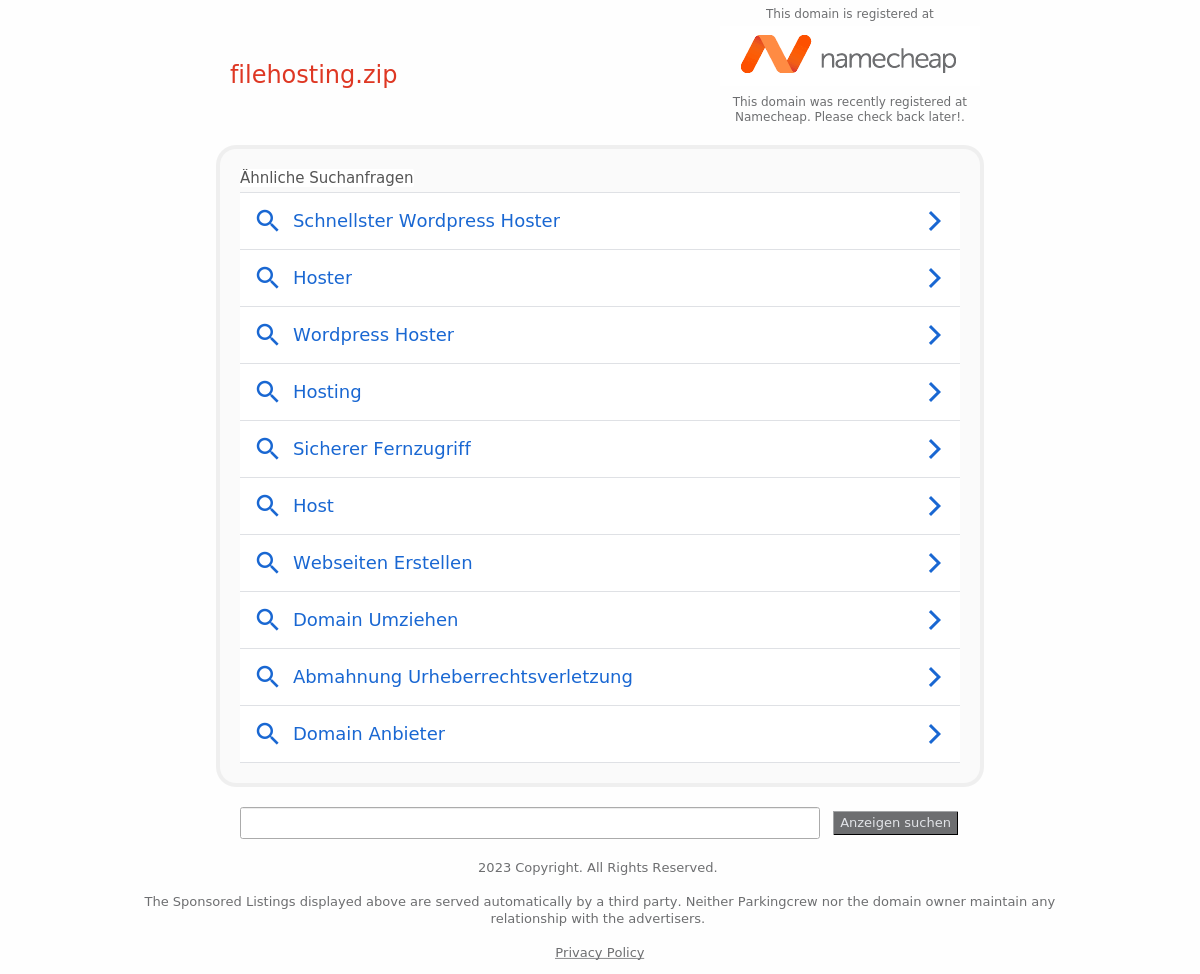 This domain is registered at
namecheap
filehosting.zip
This domain was recently registered at
Namecheap. Please check back later!.
Ähnliche Suchanfragen
Schnellster Wordpress Hoster
Hoster
Wordpress Hoster
Hosting
Sicherer Fernzugriff
Host
Webseiten Erstellen
Domain Umziehen
Abmahnung Urheberrechtsverletzung
Domain Anbieter
Anzeigen suchen
2023 Copyright. All Rights Reserved.
The Sponsored Listings displayed above are served automatically by a third party. Neither Parkingcrew nor the domain owner maintain any
relationship with the advertisers.
Privacy Policy